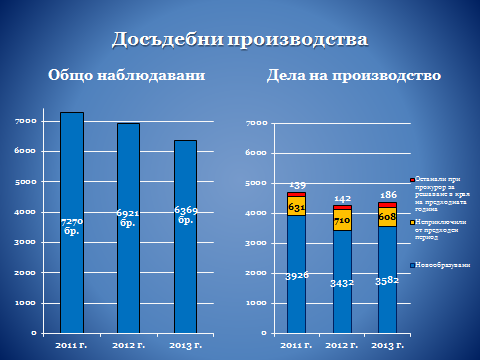 Досъдебни производства
Общо наблюдавани
7000
6000
5000
4000
3000
2000
1000
0
7270
бр.
6921
бр.
6369
бр.
2011 г.
2012 г.
2013 г.
Дела на производство
7000
6000
5000
4000
3000
2000
1000
0
139
631
3926
142
710
3432
186
608
3582
2011 г.
2012 г.
2013 г.
Останали при
прокурор за
решаване в края
на предходната
година
Неприключили
от предходен
период
Новообразувани